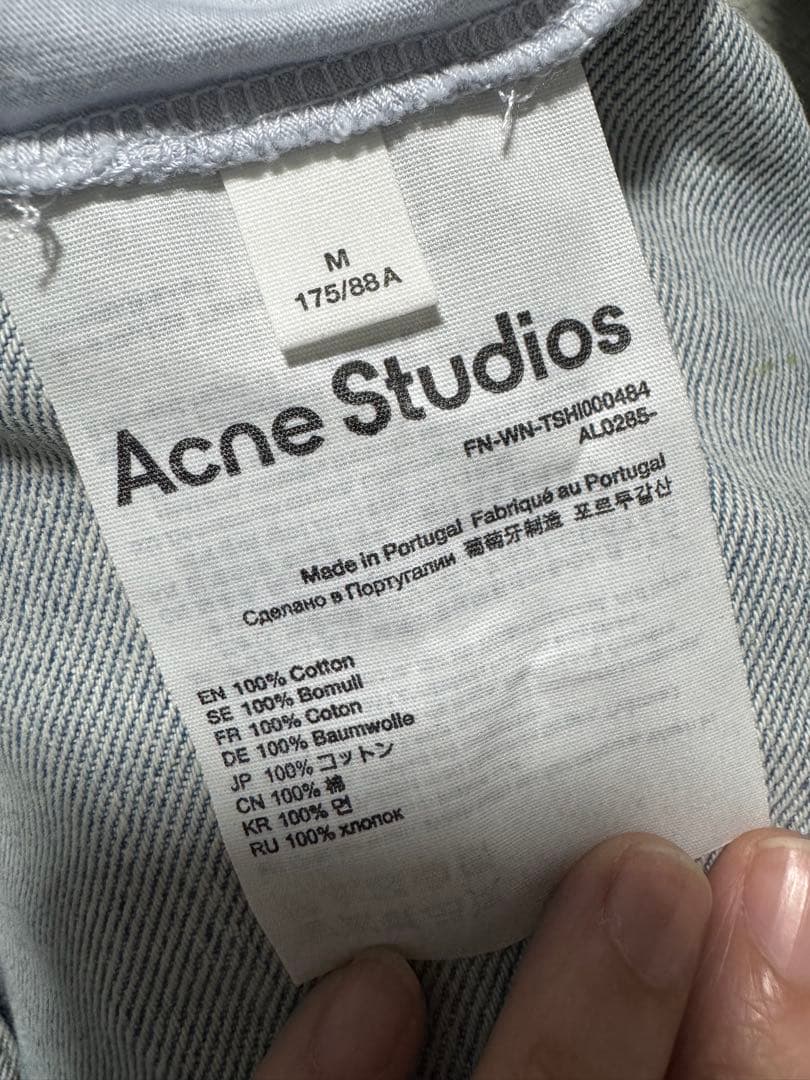 M
175/88A
Acne Studios
FN-WN-TSHI000484
AL0285-
Made in Portugal Fabriqué au Portugal
Сделано в Португалии 葡萄牙制造 포르투갈산
EN 100% Cotton
SE 100% Bomull
FR 100% Coton
DE 100% Baumwolle
JP 100% コットン
CN 100% 棉
KR 100% 면
RU 100% хлопок